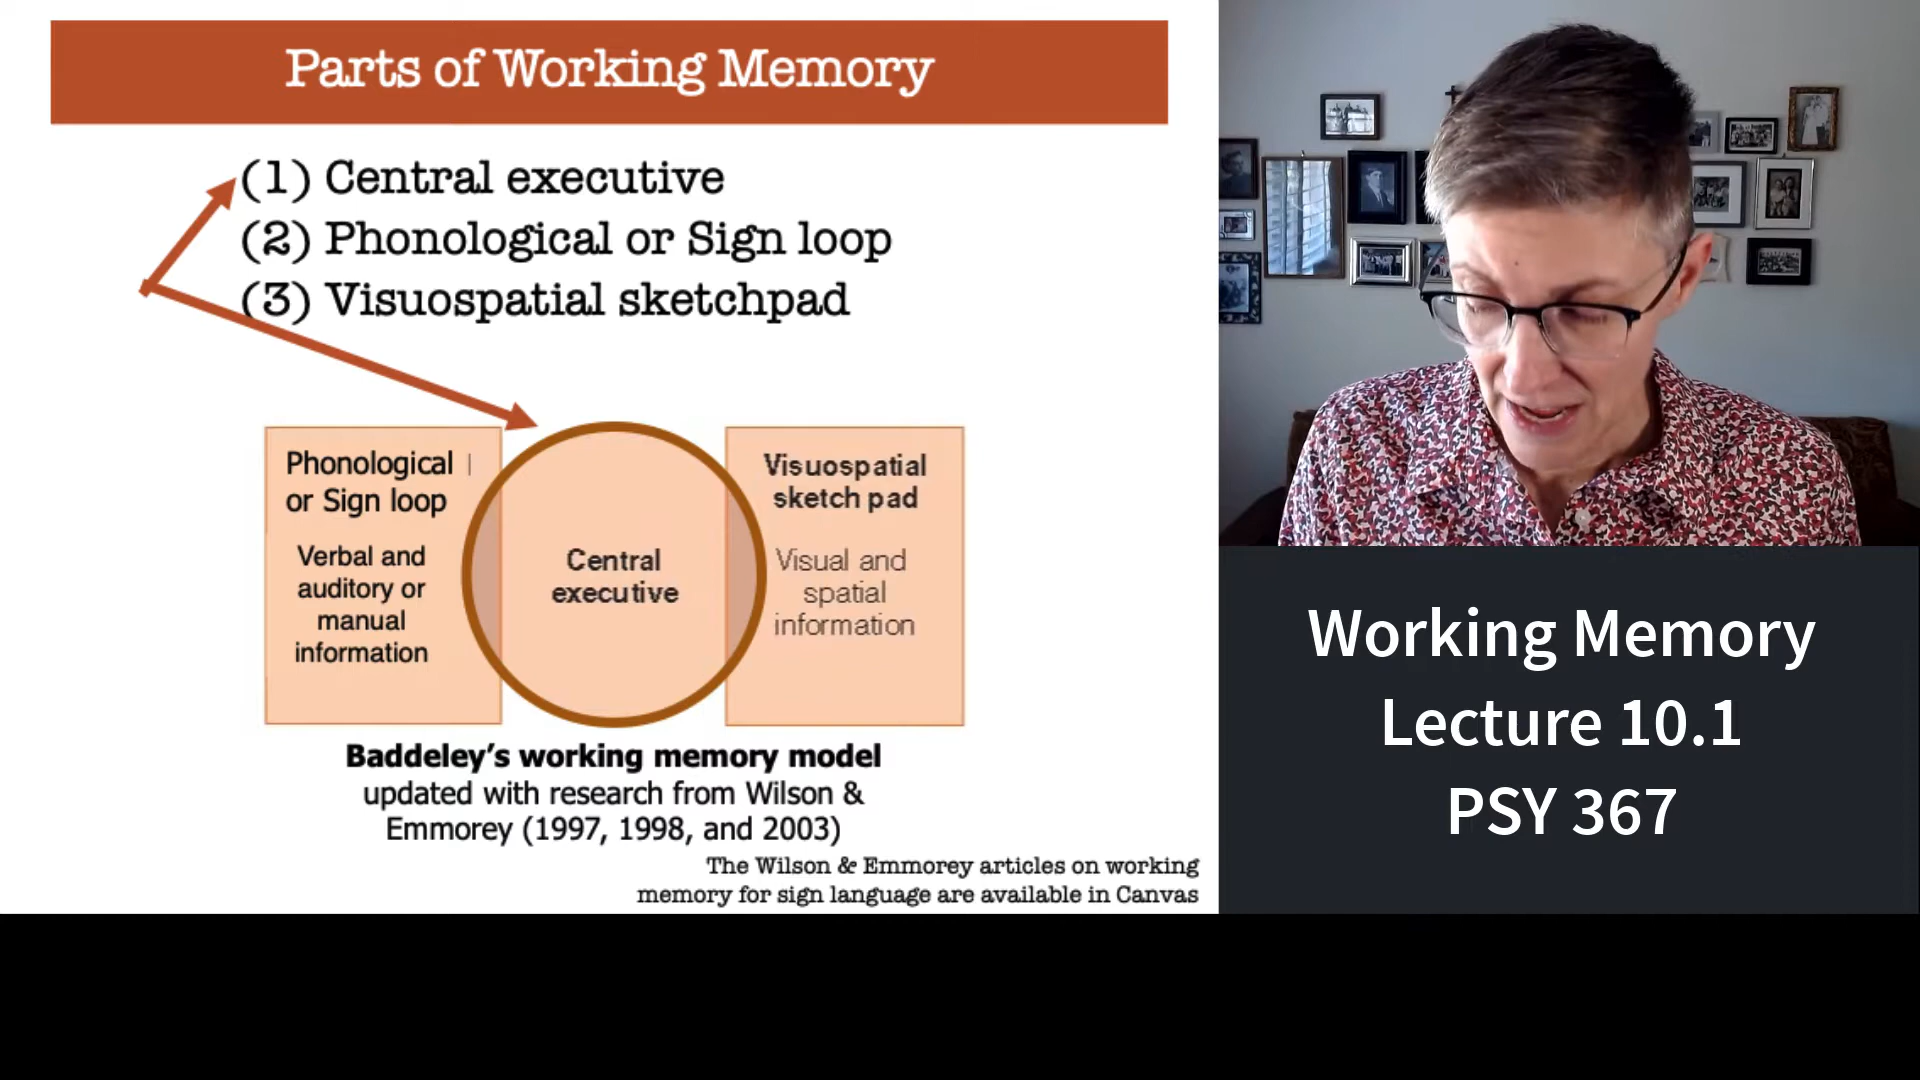 Parts of Working Memory
(1) Central executive
(2) Phonological or Sign loop
(3) Visuospatial sketchpad
Phonological
or Sign loop
Verbal and
auditory or
manual
information
Central
executive
Visuospatial
sketch pad
Visual and
spatial
information
Baddeley’s working memory model
updated with research from Wilson &
Emmorey (1997, 1998, and 2003)
The Wilson & Emmorey articles on working
memory for sign language are available in Canvas
Working Memory
Lecture 10.1
PSY 367